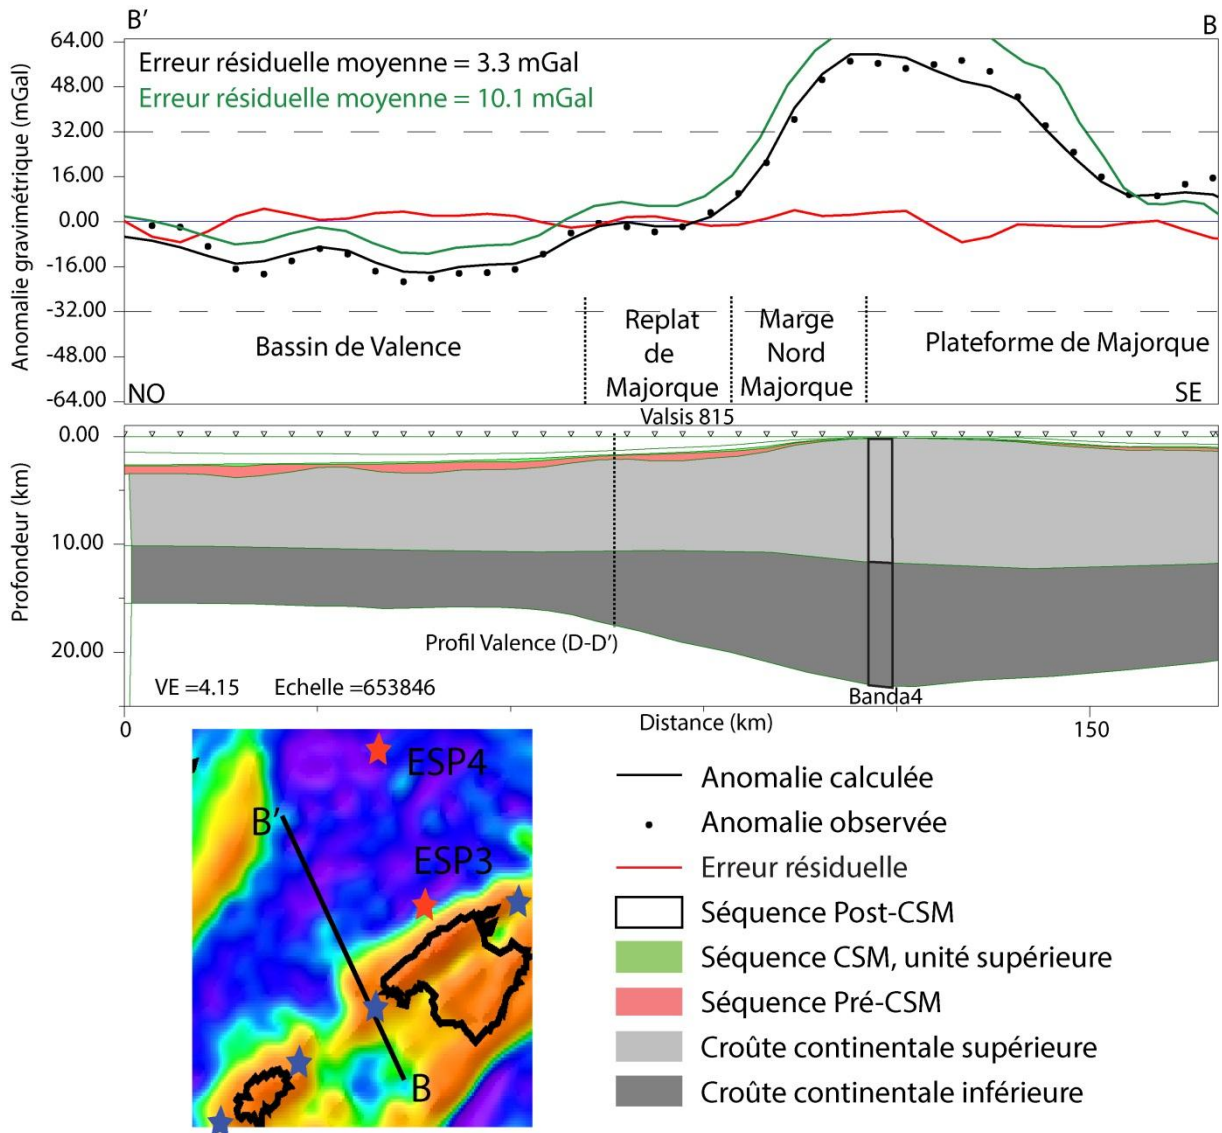 B'
B
Anomalie gravimétrique (mGal)
64.00
48.00
32.00
16.00
0.00
-16.00
-32.00
-48.00
-64.00
Erreur résiduelle moyenne = 3.3 mGal
Erreur résiduelle moyenne = 10.1 mGal
Bassin de Valence
Replat
de
Majorque
Marge
Nord
Majorque
Plateforme de Majorque
NO
SE
Valsis 815
Profondeur (km)
0.00
10.00
20.00
Profil Valence (D-D')
VE =4.15 Echelle =653846
Banda4
0
Distance (km)
150
ESP4
B'
ESP3
B
Anomalie calculée
Anomalie observée
Erreur résiduelle
Séquence Post-CSM
Séquence CSM, unité supérieure
Séquence Pré-CSM
Croûte continentale supérieure
Croûte continentale inférieure